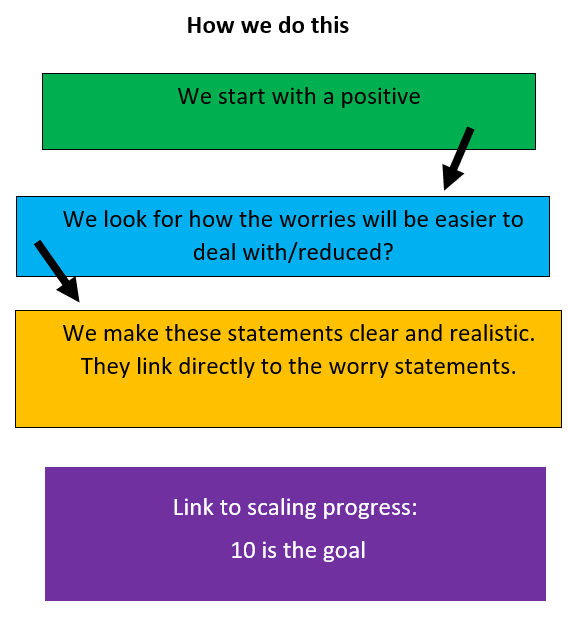 How we do this
We start with a positive
We look for how the worries will be easier to
deal with/reduced?
We make these statements clear and realistic.
They link directly to the worry statements.
Link to scaling progress:
10 is the goal